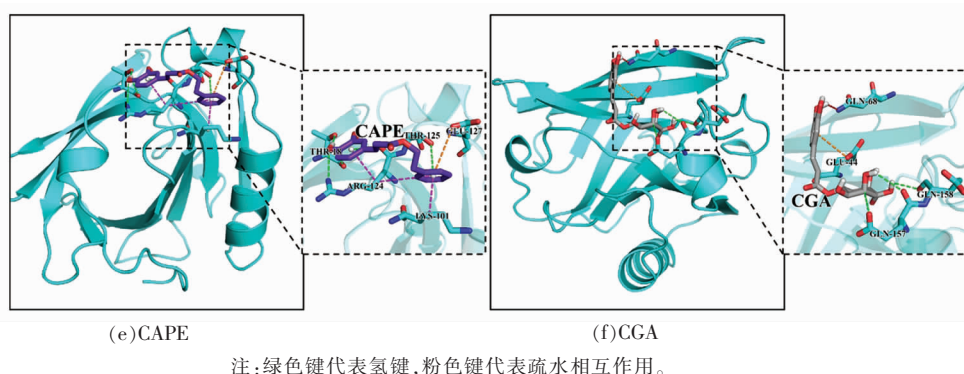 CAPE
THR-125
GLU-127
THR-18
ARG-124
LYS-101
GLN-68
GLU-44
CGA
GLN-158
GLN-157
(e)CAPE
(f)CGA
注:绿色键代表氢键,粉色键代表疏水相互作用。